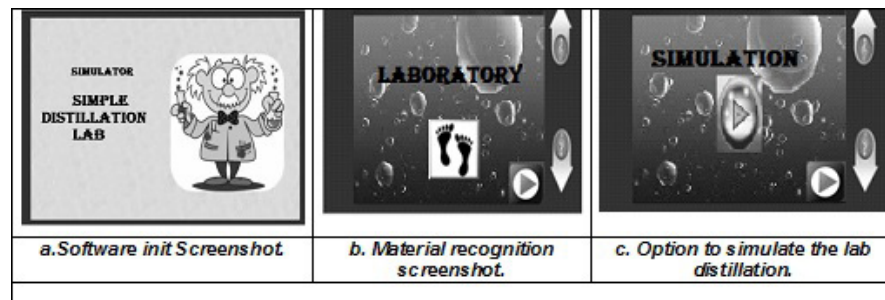 SIMULATOR
SIMPLE
DISTILLATION
LAB
LABORATORY
SIMULATION
a.Software init Screenshot.
b. Material recognition
screenshot.
c. Option to simulate the lab
distillation.